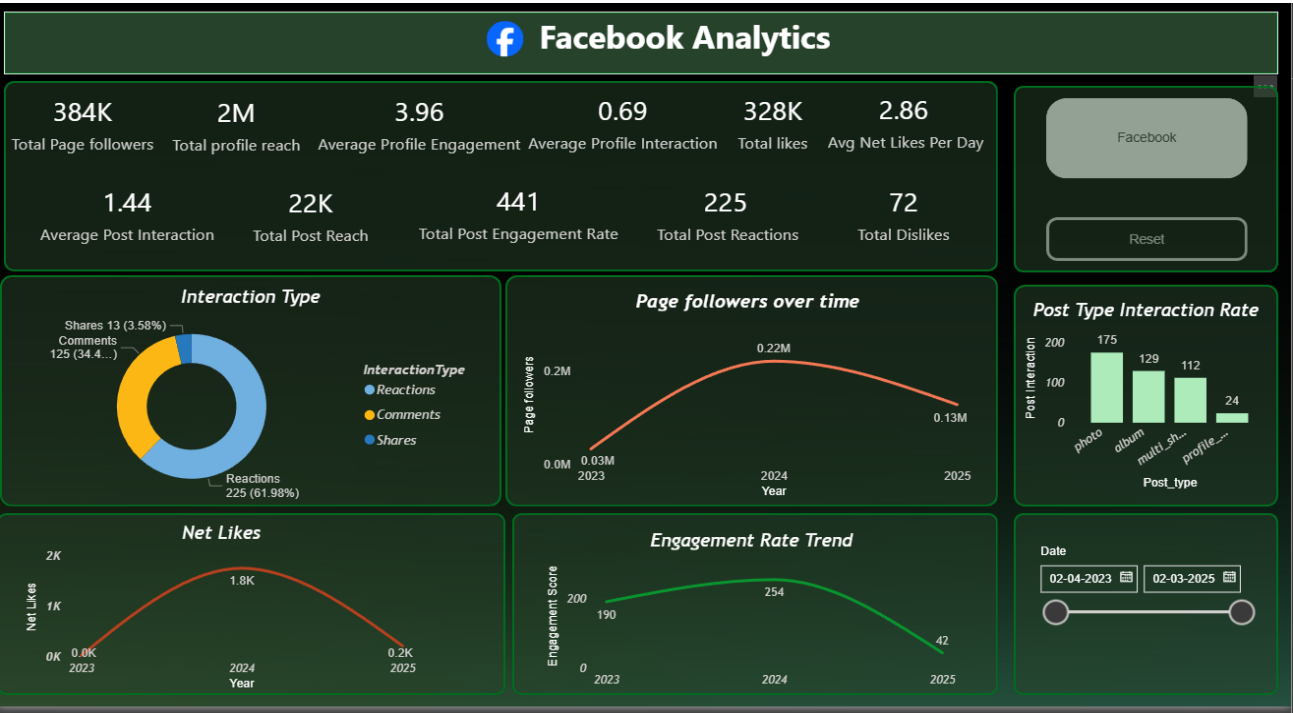 Facebook Analytics
384K
Total Page followers
2M
Total profile reach
3.96
Average Profile Engagement
0.69
Average Profile Interaction
328K
Total likes
2.86
Avg Net Likes Per Day
1.44
Average Post Interaction
22K
Total Post Reach
441
Total Post Engagement Rate
225
Total Post Reactions
72
Total Dislikes
Facebook
Reset
Interaction Type
Shares 13 (3.58%)
Comments
125 (34.4...)
Reactions
225 (61.98%)
InteractionType
Reactions
Comments
Shares
Page followers over time
Page followers
0.2M
0.0M
0.03M
0.22M
0.13M
2023
2024
2025
Year
Post Type Interaction Rate
Post Interaction
200
100
0
175
129
112
24
photo
album
multi_sh...
profile_...
Post_type
Net Likes
Net Likes
2K
1K
0K
0.0K
1.8K
0.2K
2023
2024
2025
Year
Engagement Rate Trend
Engagement Score
200
0
190
254
42
2023
2024
2025
Date
02-04-2023
02-03-2025